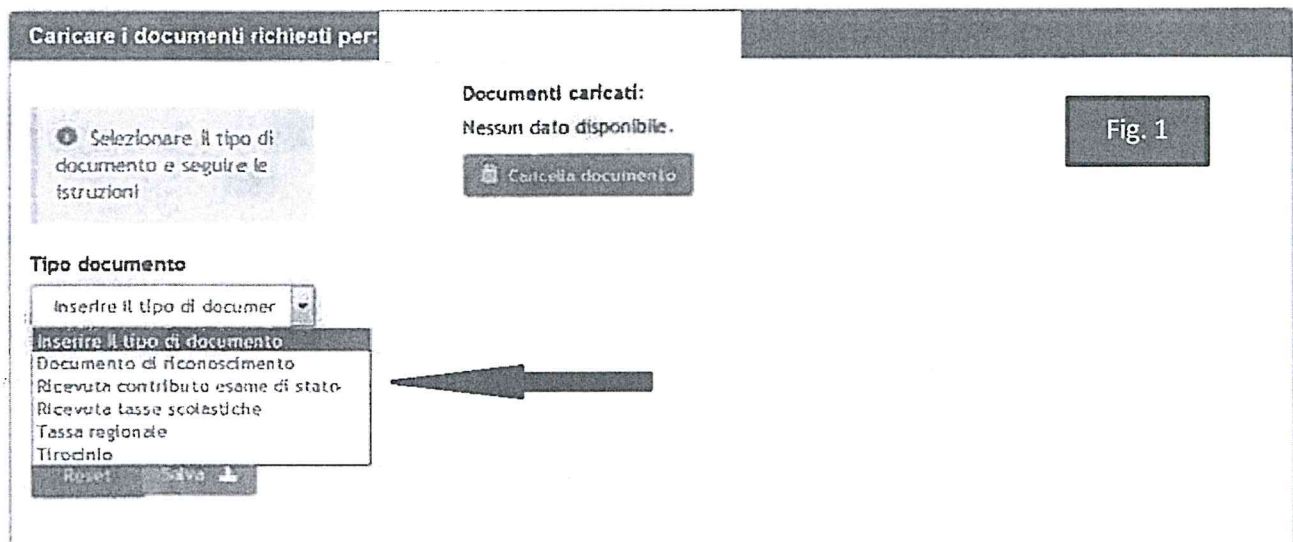 Caricare i documenti richiesti per:
Documenti caricati:
Nessun dato disponibile.
Cancella documento
Fig. 1
Selezionare il tipo di
documento e seguire le
istruzioni
Tipo documento
Inserire il tipo di documer
Inserire il tipo di documento
Documento di riconoscimento
Ricevuta contributo esame di stato
Ricevuta tasse scolastiche
Tassa regionale
Tirocinio
Reset
Salva